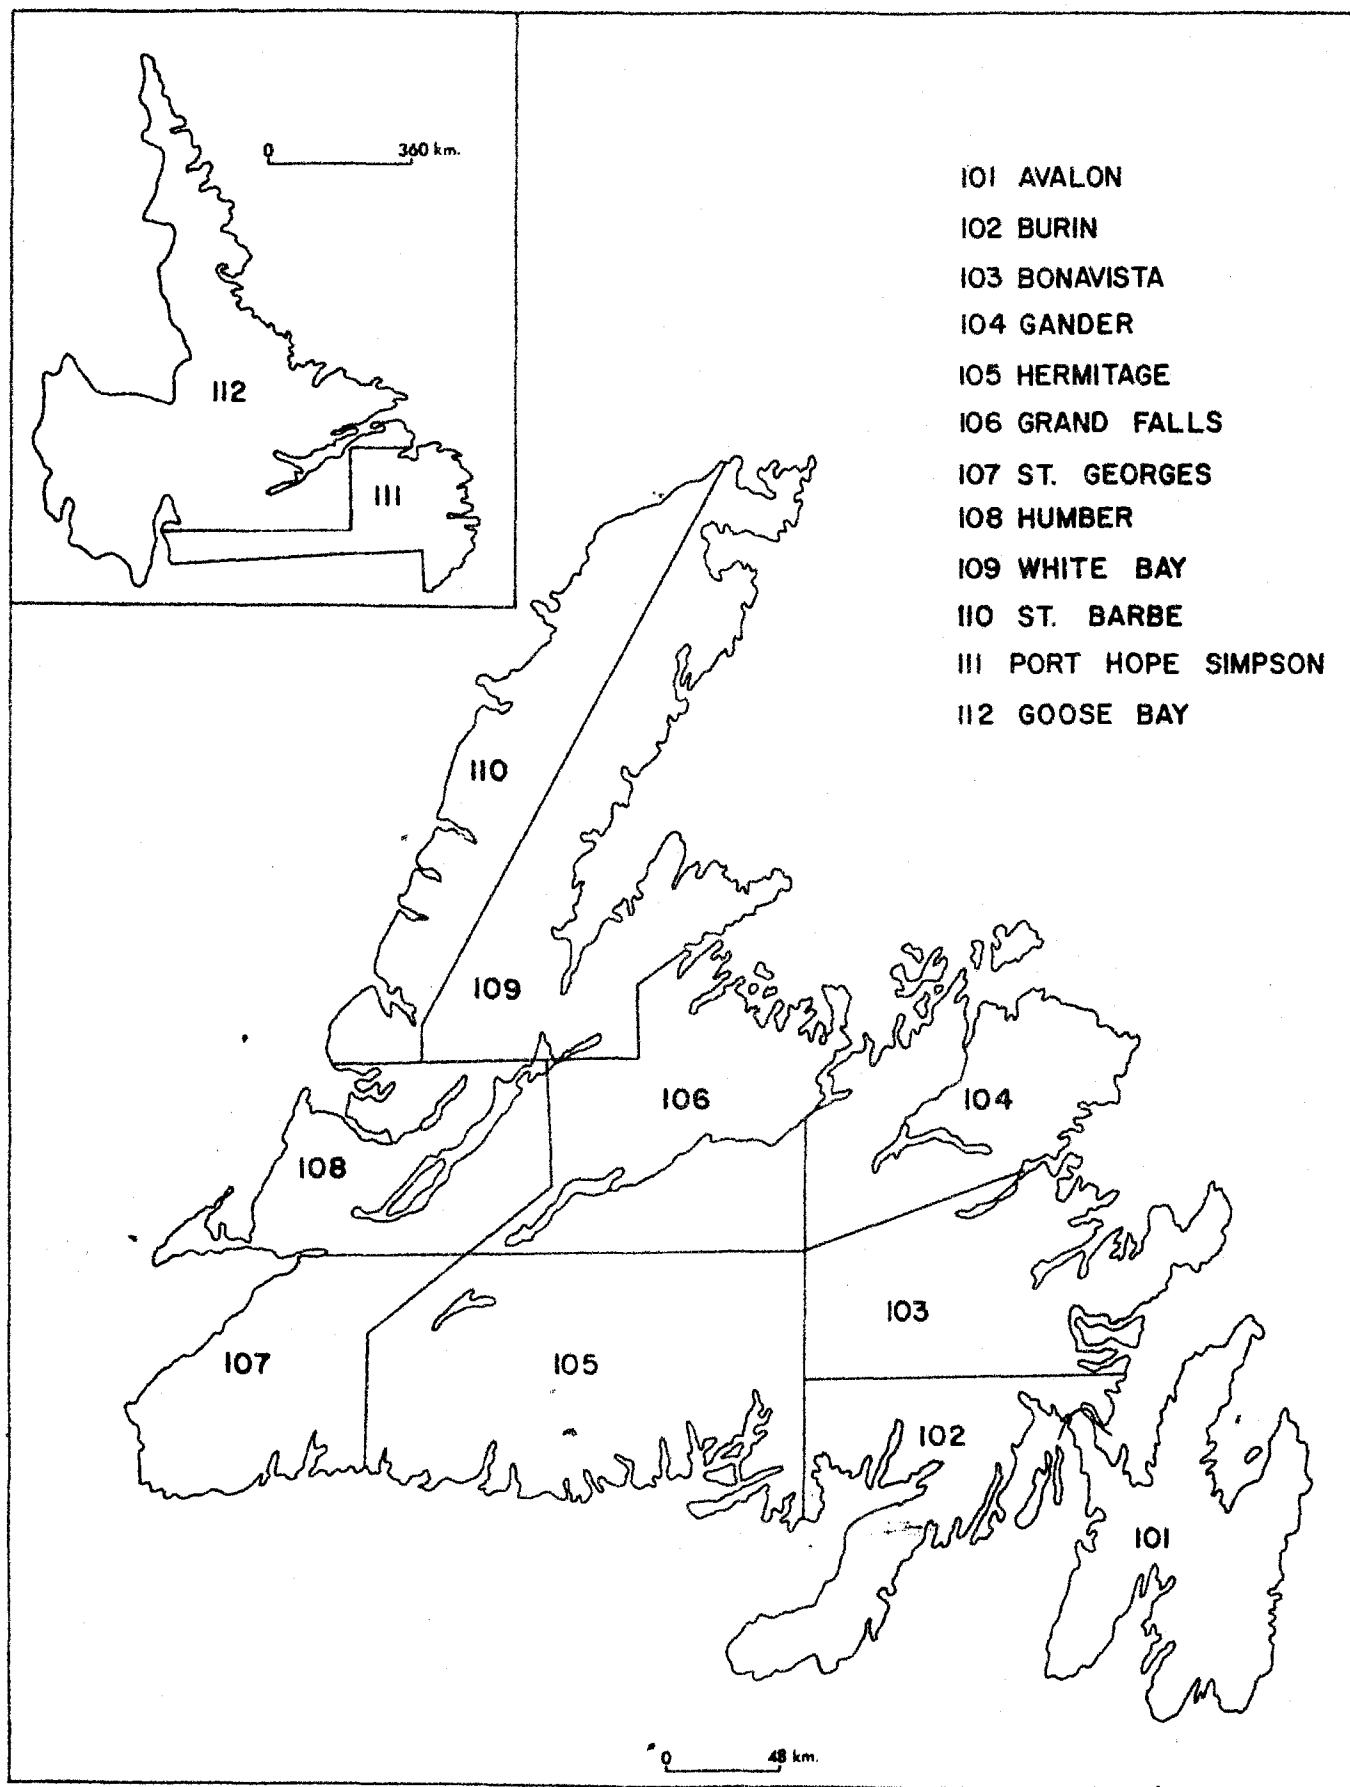 0 360 km.
112
111
101 AVALON
102 BURIN
103 BONAVISTA
104 GANDER
105 HERMITAGE
106 GRAND FALLS
107 ST. GEORGES
108 HUMBER
109 WHITE BAY
110 ST. BARBE
111 PORT HOPE SIMPSON
112 GOOSE BAY
110
109
106
104
108
103
107
105
102
101
0 48 km.